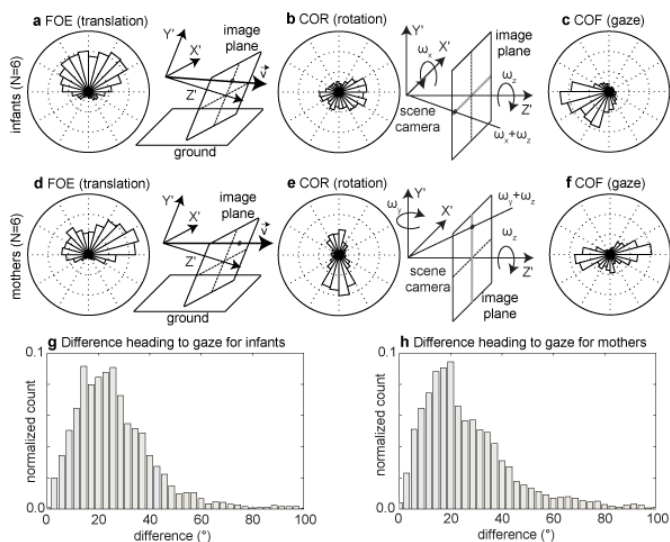 a FOE (translation)
Y'
X'
Z'
v
image
plane
ground
b COR (rotation)
Y'
ωx
X'
scene
camera
image
plane
ωz
Z'
ωx+ωz
c COF (gaze)
infants (N=6)
d FOE (translation)
Y'
X'
Z'
v
image
plane
ground
e COR (rotation)
ωy
Y'
X'
ωy+ωz
ωz
scene
camera
Z'
image
plane
f COF (gaze)
mothers (N=6)
g Difference heading to gaze for infants
0.1
normalized count
0.0
0 20 40 60 80 100
difference (°)
h Difference heading to gaze for mothers
0.1
normalized count
0.0
0 20 40 60 80 100
difference (°)